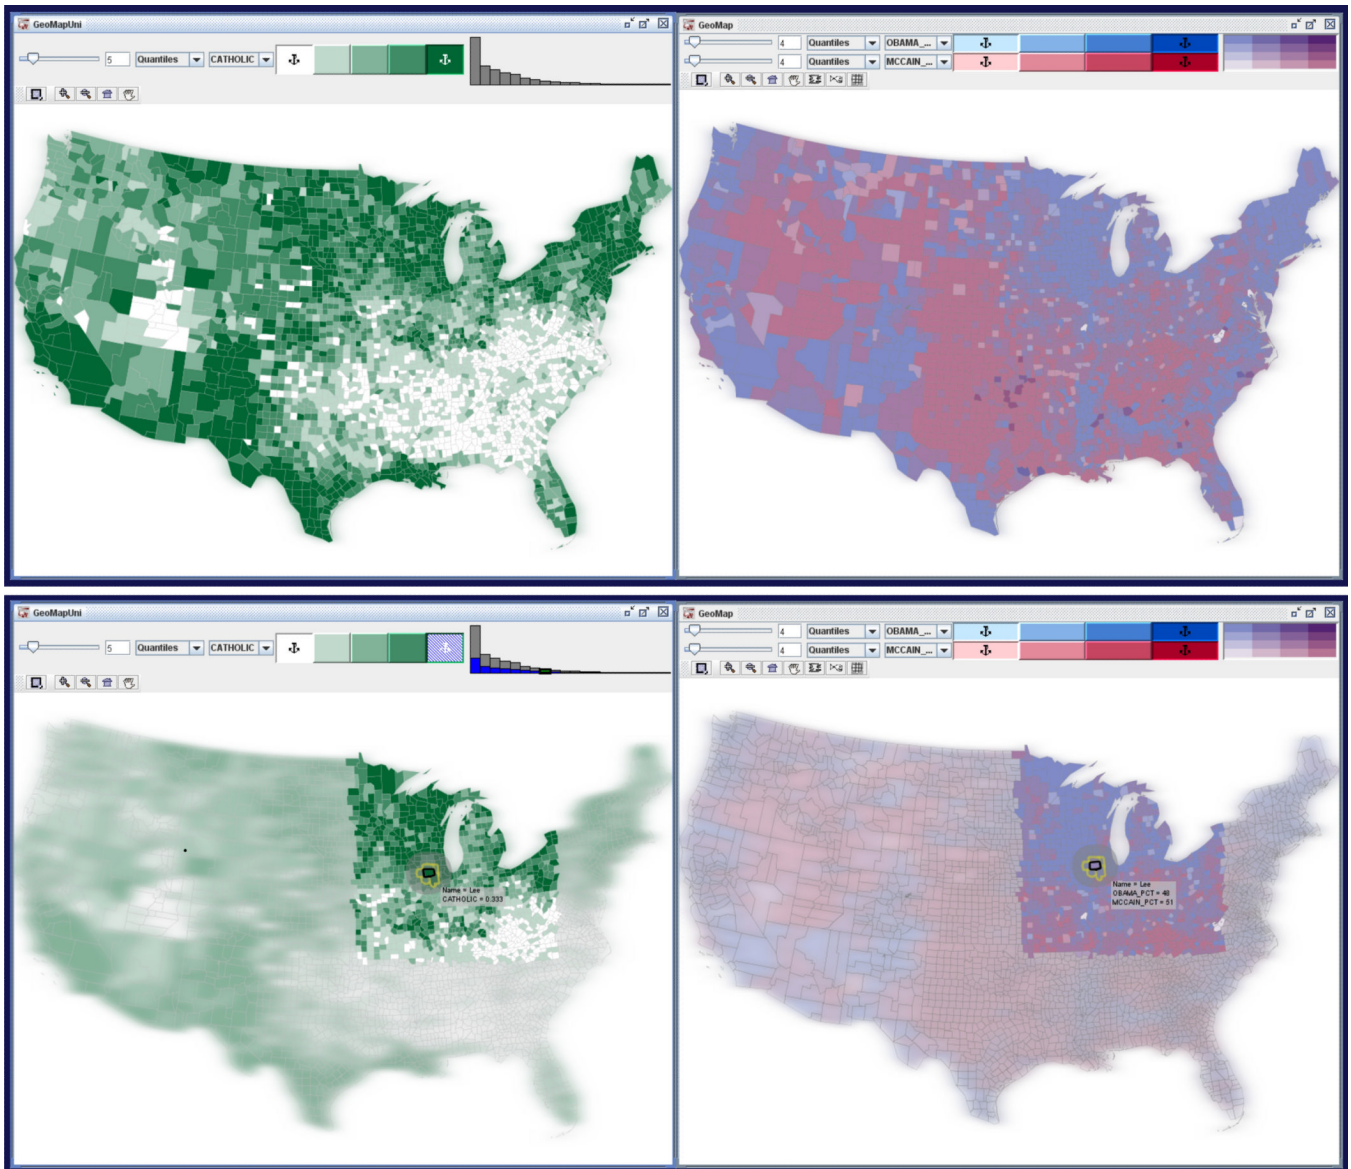 GeoMapUni
5 Quantiles CATHOLIC
GeoMap
4 Quantiles OBAMA_...
4 Quantiles MCCAIN_...
GeoMapUni
5 Quantiles CATHOLIC
Name = Lee
CATHOLIC = 0.333
GeoMap
4 Quantiles OBAMA_...
4 Quantiles MCCAIN_...
Name = Lee
OBAMA_PCT = 48
MCCAIN_PCT = 51